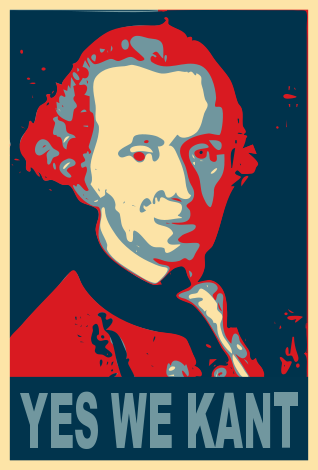 YES WE KANT